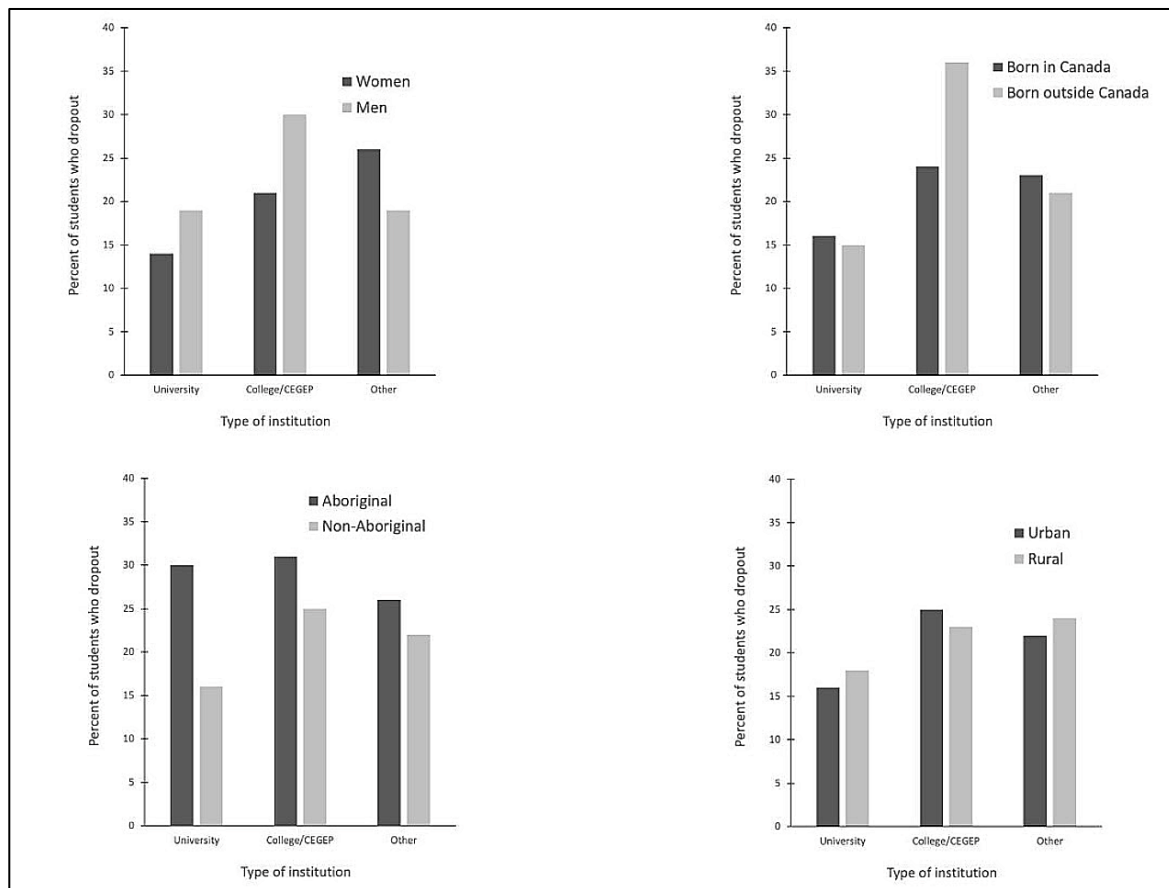 40
35
30
25
20
15
10
5
0
Percent of students who dropout
Women
Men
University College/CEGEP Other
Type of institution
40
35
30
25
20
15
10
5
0
Percent of students who dropout
Born in Canada
Born outside Canada
University College/CEGEP Other
Type of institution
40
35
30
25
20
15
10
5
0
Percent of students who dropout
Aboriginal
Non-Aboriginal
University College/CEGEP Other
Type of institution
40
35
30
25
20
15
10
5
0
Percent of students who dropout
Urban
Rural
University College/CEGEP Other
Type of institution